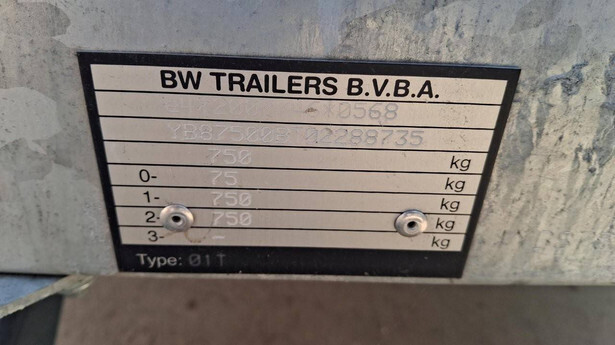 BW TRAILERS B.V.B.A.
10568
02288735
750 kg
0- 75 kg
1- 750 kg
2- 750 kg
3- - kg
Type: 01T